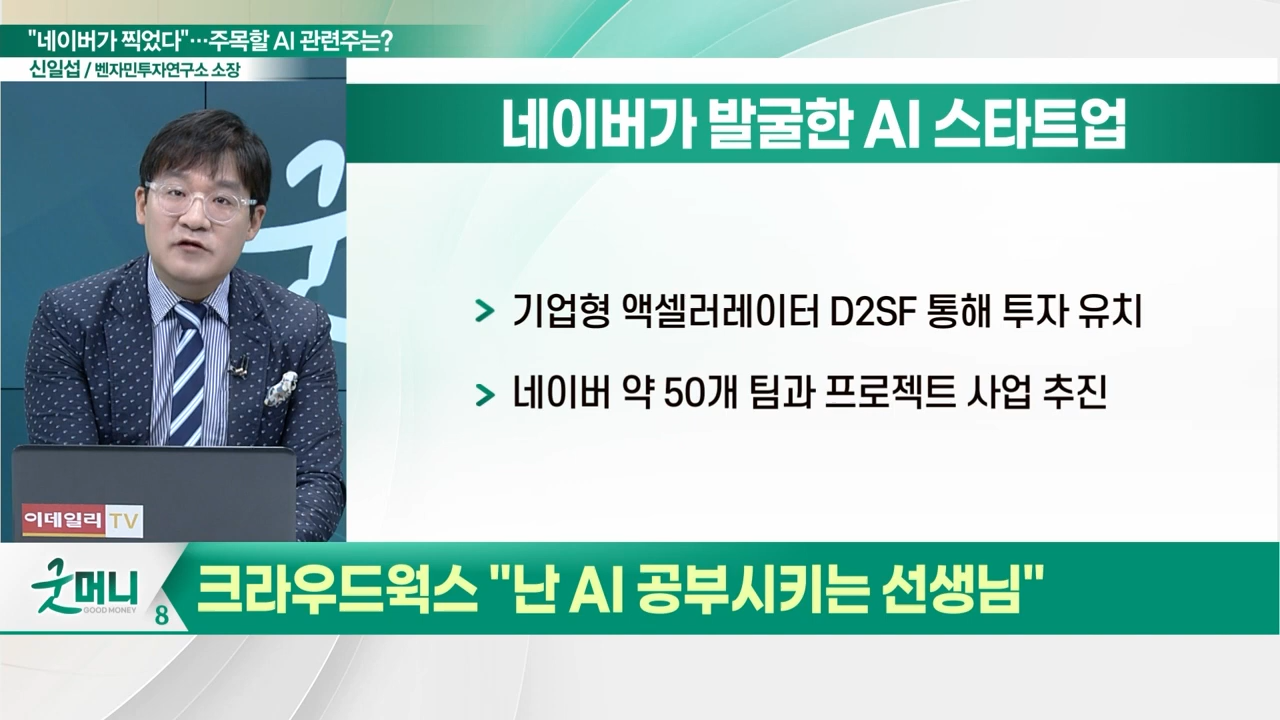 "네이버가 찍었다"…주목할 AI 관련주는?
신일섭 / 벤자민투자연구소 소장
네이버가 발굴한 AI 스타트업
> 기업형 액셀러레이터 D2SF 통해 투자 유치
> 네이버 약 50개 팀과 프로젝트 사업 추진
이데일리 TV
굿머니
GOOD MONEY
8
크라우드웍스 "난 AI 공부시키는 선생님"